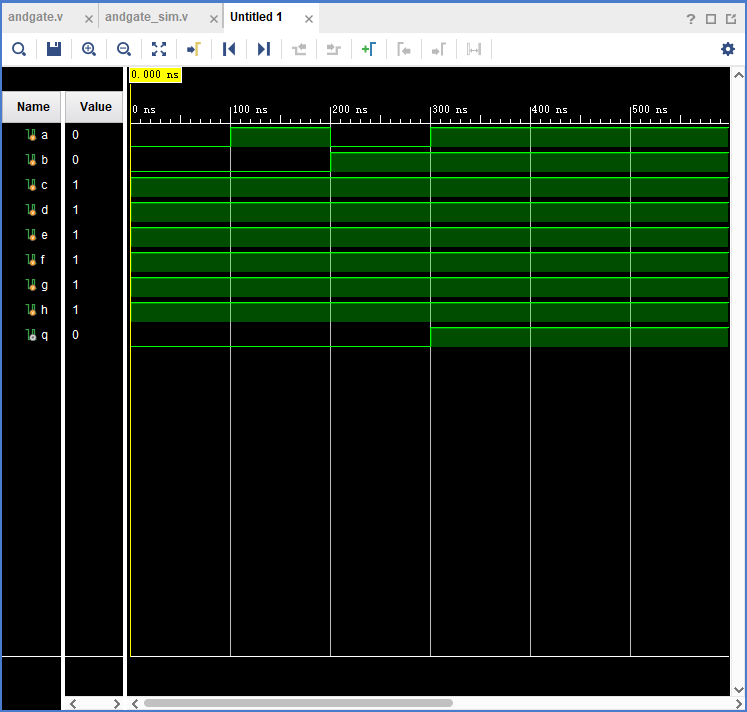 andgate.v × andgate_sim.v × Untitled 1 × ?
0.000 ns
Name Value 0 ns 100 ns 200 ns 300 ns 400 ns 500 ns
a 0
b 0
c 1
d 1
e 1
f 1
g 1
h 1
q 0